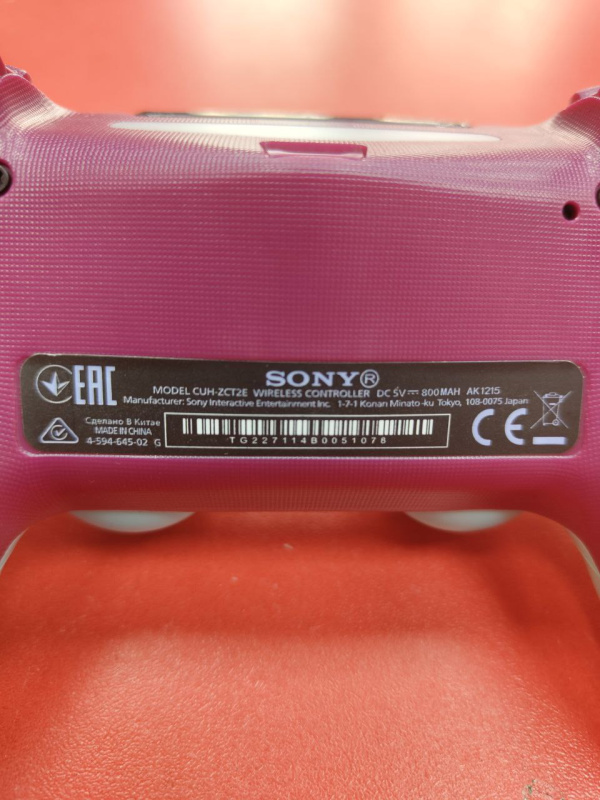 EAC
SONY®
MODEL CUH-ZCT2E WIRELESS CONTROLLER DC 5V⎓800MAH AK1215
Manufacturer: Sony Interactive Entertainment Inc. 1-7-1 Konan Minato-ku Tokyo, 108-0075 Japan
Сделано В Китае
MADE IN CHINA
4-594-645-02 G
TG227114B0051076
CE